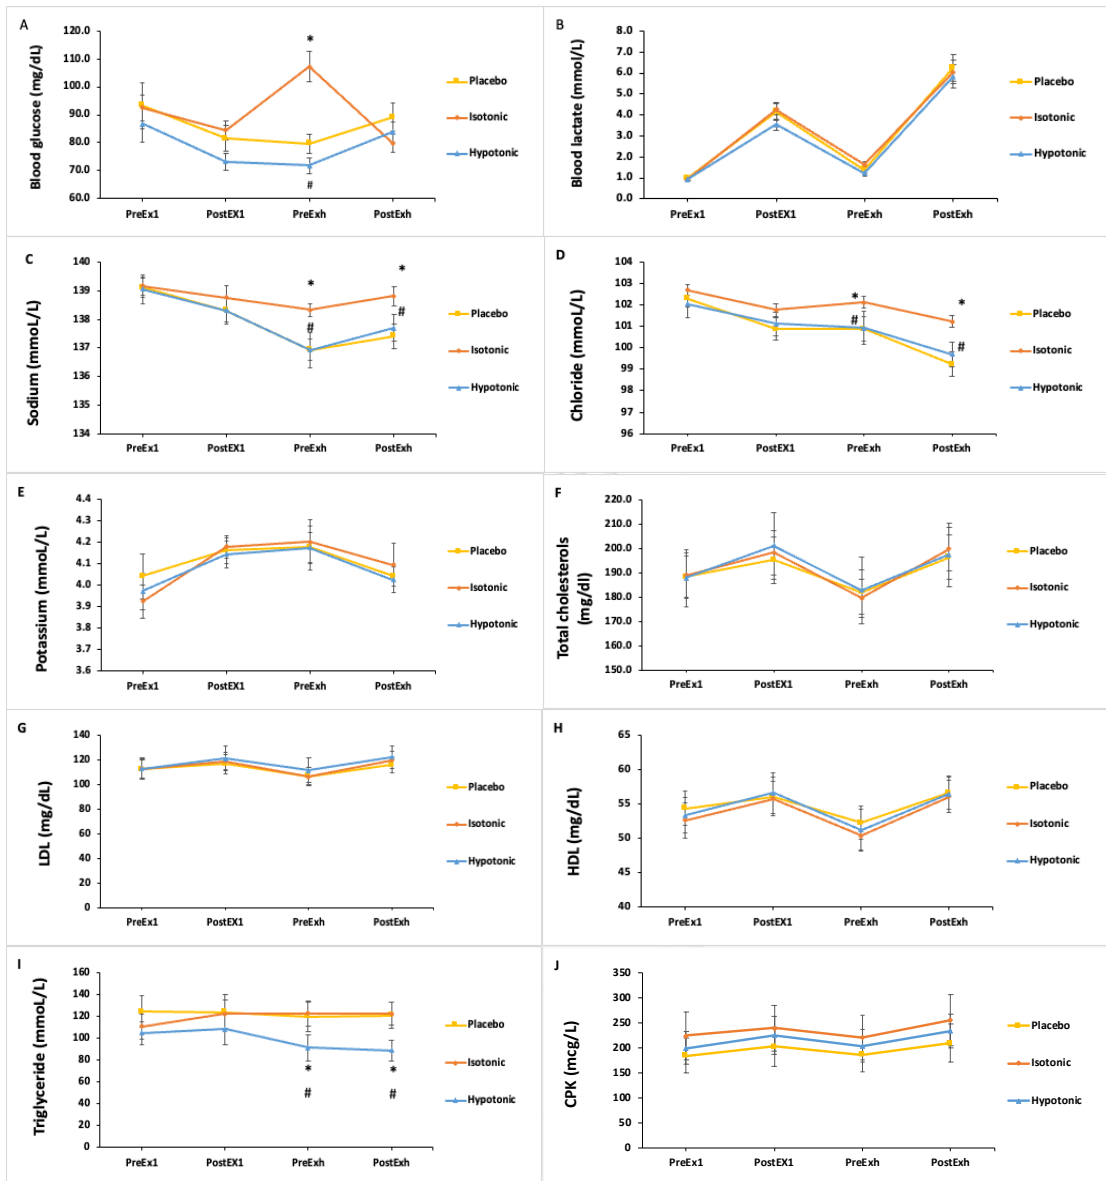 A
Blood glucose (mg/dL)
120.0
110.0
100.0
90.0
80.0
70.0
60.0
*
#
PreEx1
PostEX1
PreExh
PostExh
Placebo
Isotonic
Hypotonic
B
Blood lactate (mmol/L)
8.0
7.0
6.0
5.0
4.0
3.0
2.0
1.0
0.0
PreEx1
PostEX1
PreExh
PostExh
Placebo
Isotonic
Hypotonic
C
Sodium (mmoL/L)
140
139
138
137
136
135
134
*
#
*
#
PreEx1
PostEX1
PreExh
PostExh
Placebo
Isotonic
Hypotonic
D
Chloride (mmoL/L)
104
103
102
101
100
99
98
97
96
*
#
*
#
PreEx1
PostEX1
PreExh
PostExh
Placebo
Isotonic
Hypotonic
E
Potassium (mmoL/L)
4.4
4.3
4.2
4.1
4.0
3.9
3.8
3.7
3.6
PreEx1
PostEX1
PreExh
PostExh
Placebo
Isotonic
Hypotonic
F
Total cholesterols
(mg/dl)
220.0
210.0
200.0
190.0
180.0
170.0
160.0
150.0
PreEx1
PostEX1
PreExh
PostExh
Placebo
Isotonic
Hypotonic
G
LDL (mg/dL)
140
120
100
80
60
40
20
0
PreEx1
PostEX1
PreExh
PostExh
Placebo
Isotonic
Hypotonic
H
HDL (mg/dL)
65
60
55
50
45
40
PreEx1
PostEX1
PreExh
PostExh
Placebo
Isotonic
Hypotonic
I
Triglyceride (mmoL/L)
160
140
120
100
80
60
40
20
0
*
#
*
#
PreEx1
PostEX1
PreExh
PostExh
Placebo
Isotonic
Hypotonic
J
CPK (mcg/L)
350
300
250
200
150
100
50
0
PreEx1
PostEX1
PreExh
PostExh
Placebo
Isotonic
Hypotonic